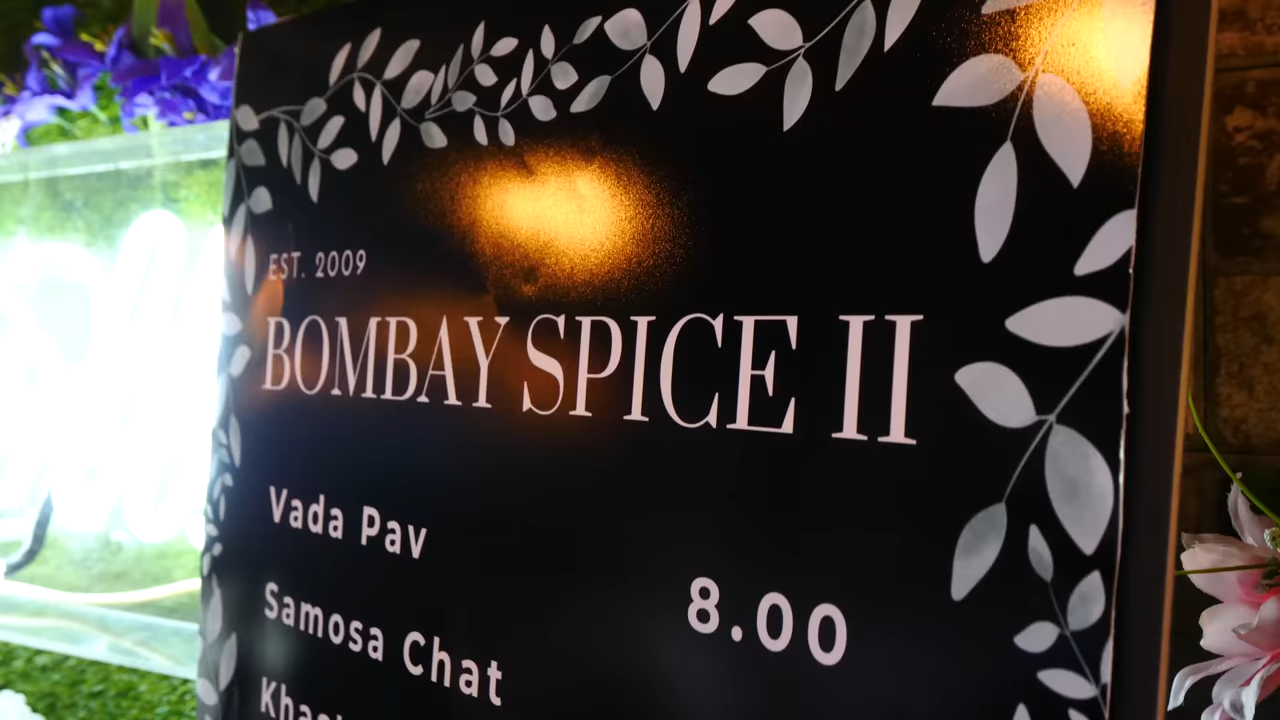 EST. 2009
BOMBAY SPICE II
Vada Pav
8.00
Samosa Chat